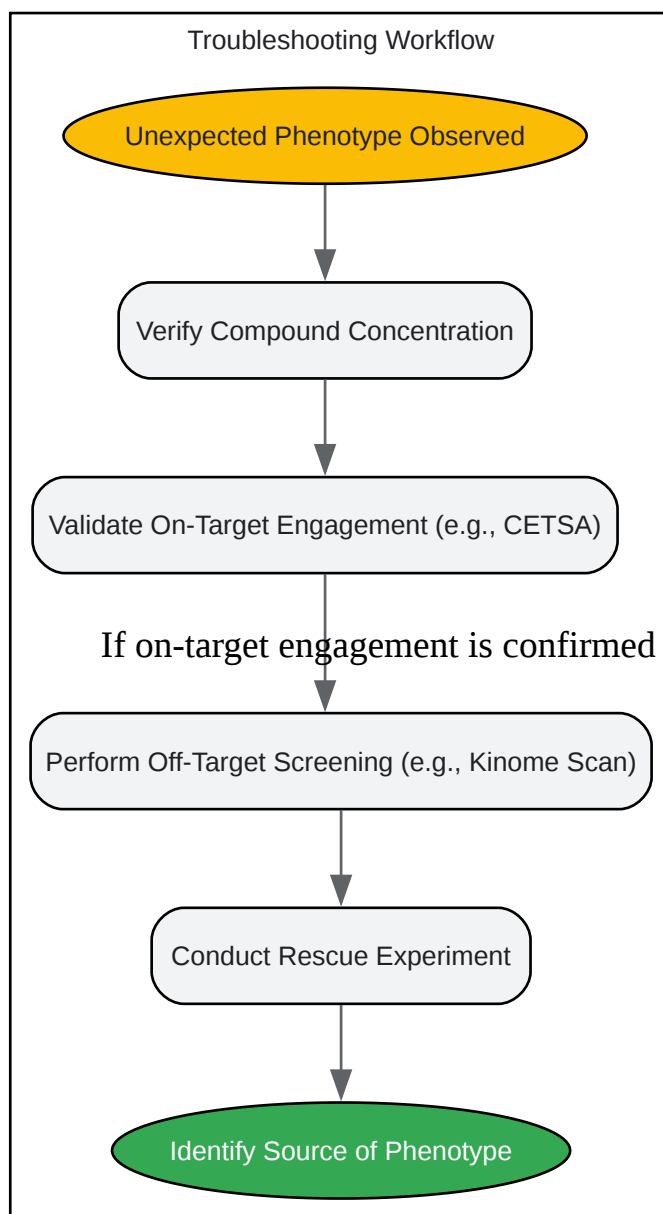 Troubleshooting Workflow
Unexpected Phenotype Observed
Verify Compound Concentration
Validate On-Target Engagement (e.g., CETSA)
If on-target engagement is confirmed
Perform Off-Target Screening (e.g., Kinome Scan)
Conduct Rescue Experiment
Identify Source of Phenotype